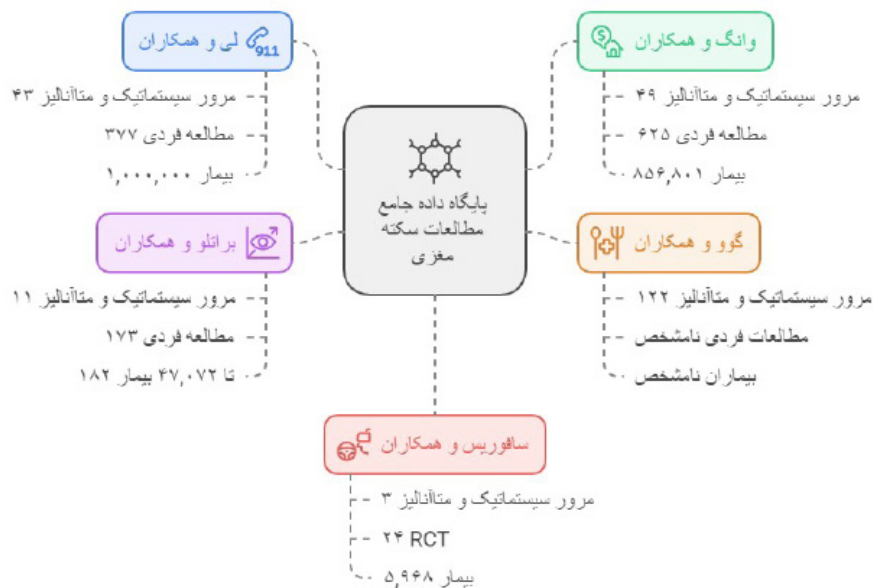 وانگ و همکاران
۴۹ مرور سیستماتیک و متاآنالیز
۶۲۵ مطالعه فردی
۸۵۶,۸۰۱ بیمار
لی و همکاران
911
۴۳ مرور سیستماتیک و متاآنالیز
۳۷۷ مطالعه فردی
۱,۰۰۰,۰۰۰ بیمار
پایگاه داده جامع
مطالعات سکته
مغزی
گوو و همکاران
۱۲۲ مرور سیستماتیک و متاآنالیز
مطالعات فردی نامشخص
بیماران نامشخص
براتلو و همکاران
۱۱ مرور سیستماتیک و متاآنالیز
۱۷۳ مطالعه فردی
۱۸۲ تا ۴۷,۰۷۲ بیمار
سافوریس و همکاران
۳ مرور سیستماتیک و متاآنالیز
۲۴ RCT
۵,۹۶۸ بیمار